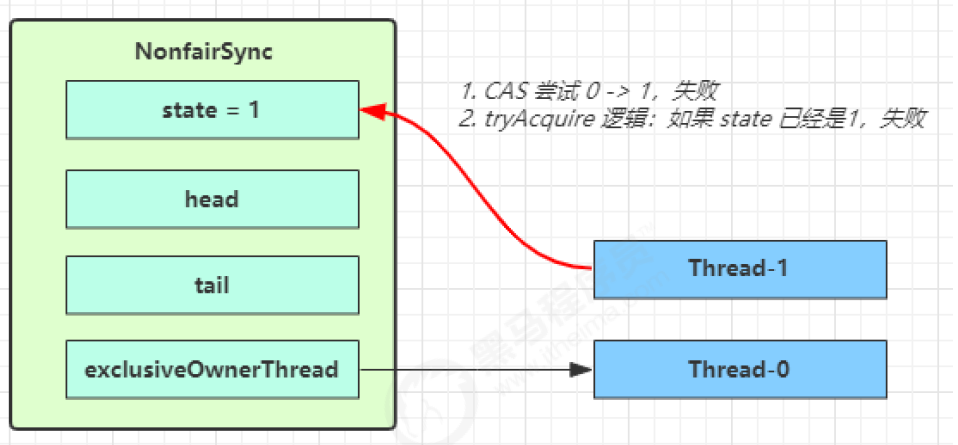 NonfairSync
state = 1
head
tail
exclusiveOwnerThread
1. CAS 尝试 0 -> 1，失败
2. tryAcquire 逻辑：如果 state 已经是1，失败
Thread-1
Thread-0
黑马程序员™
www.itheima.com